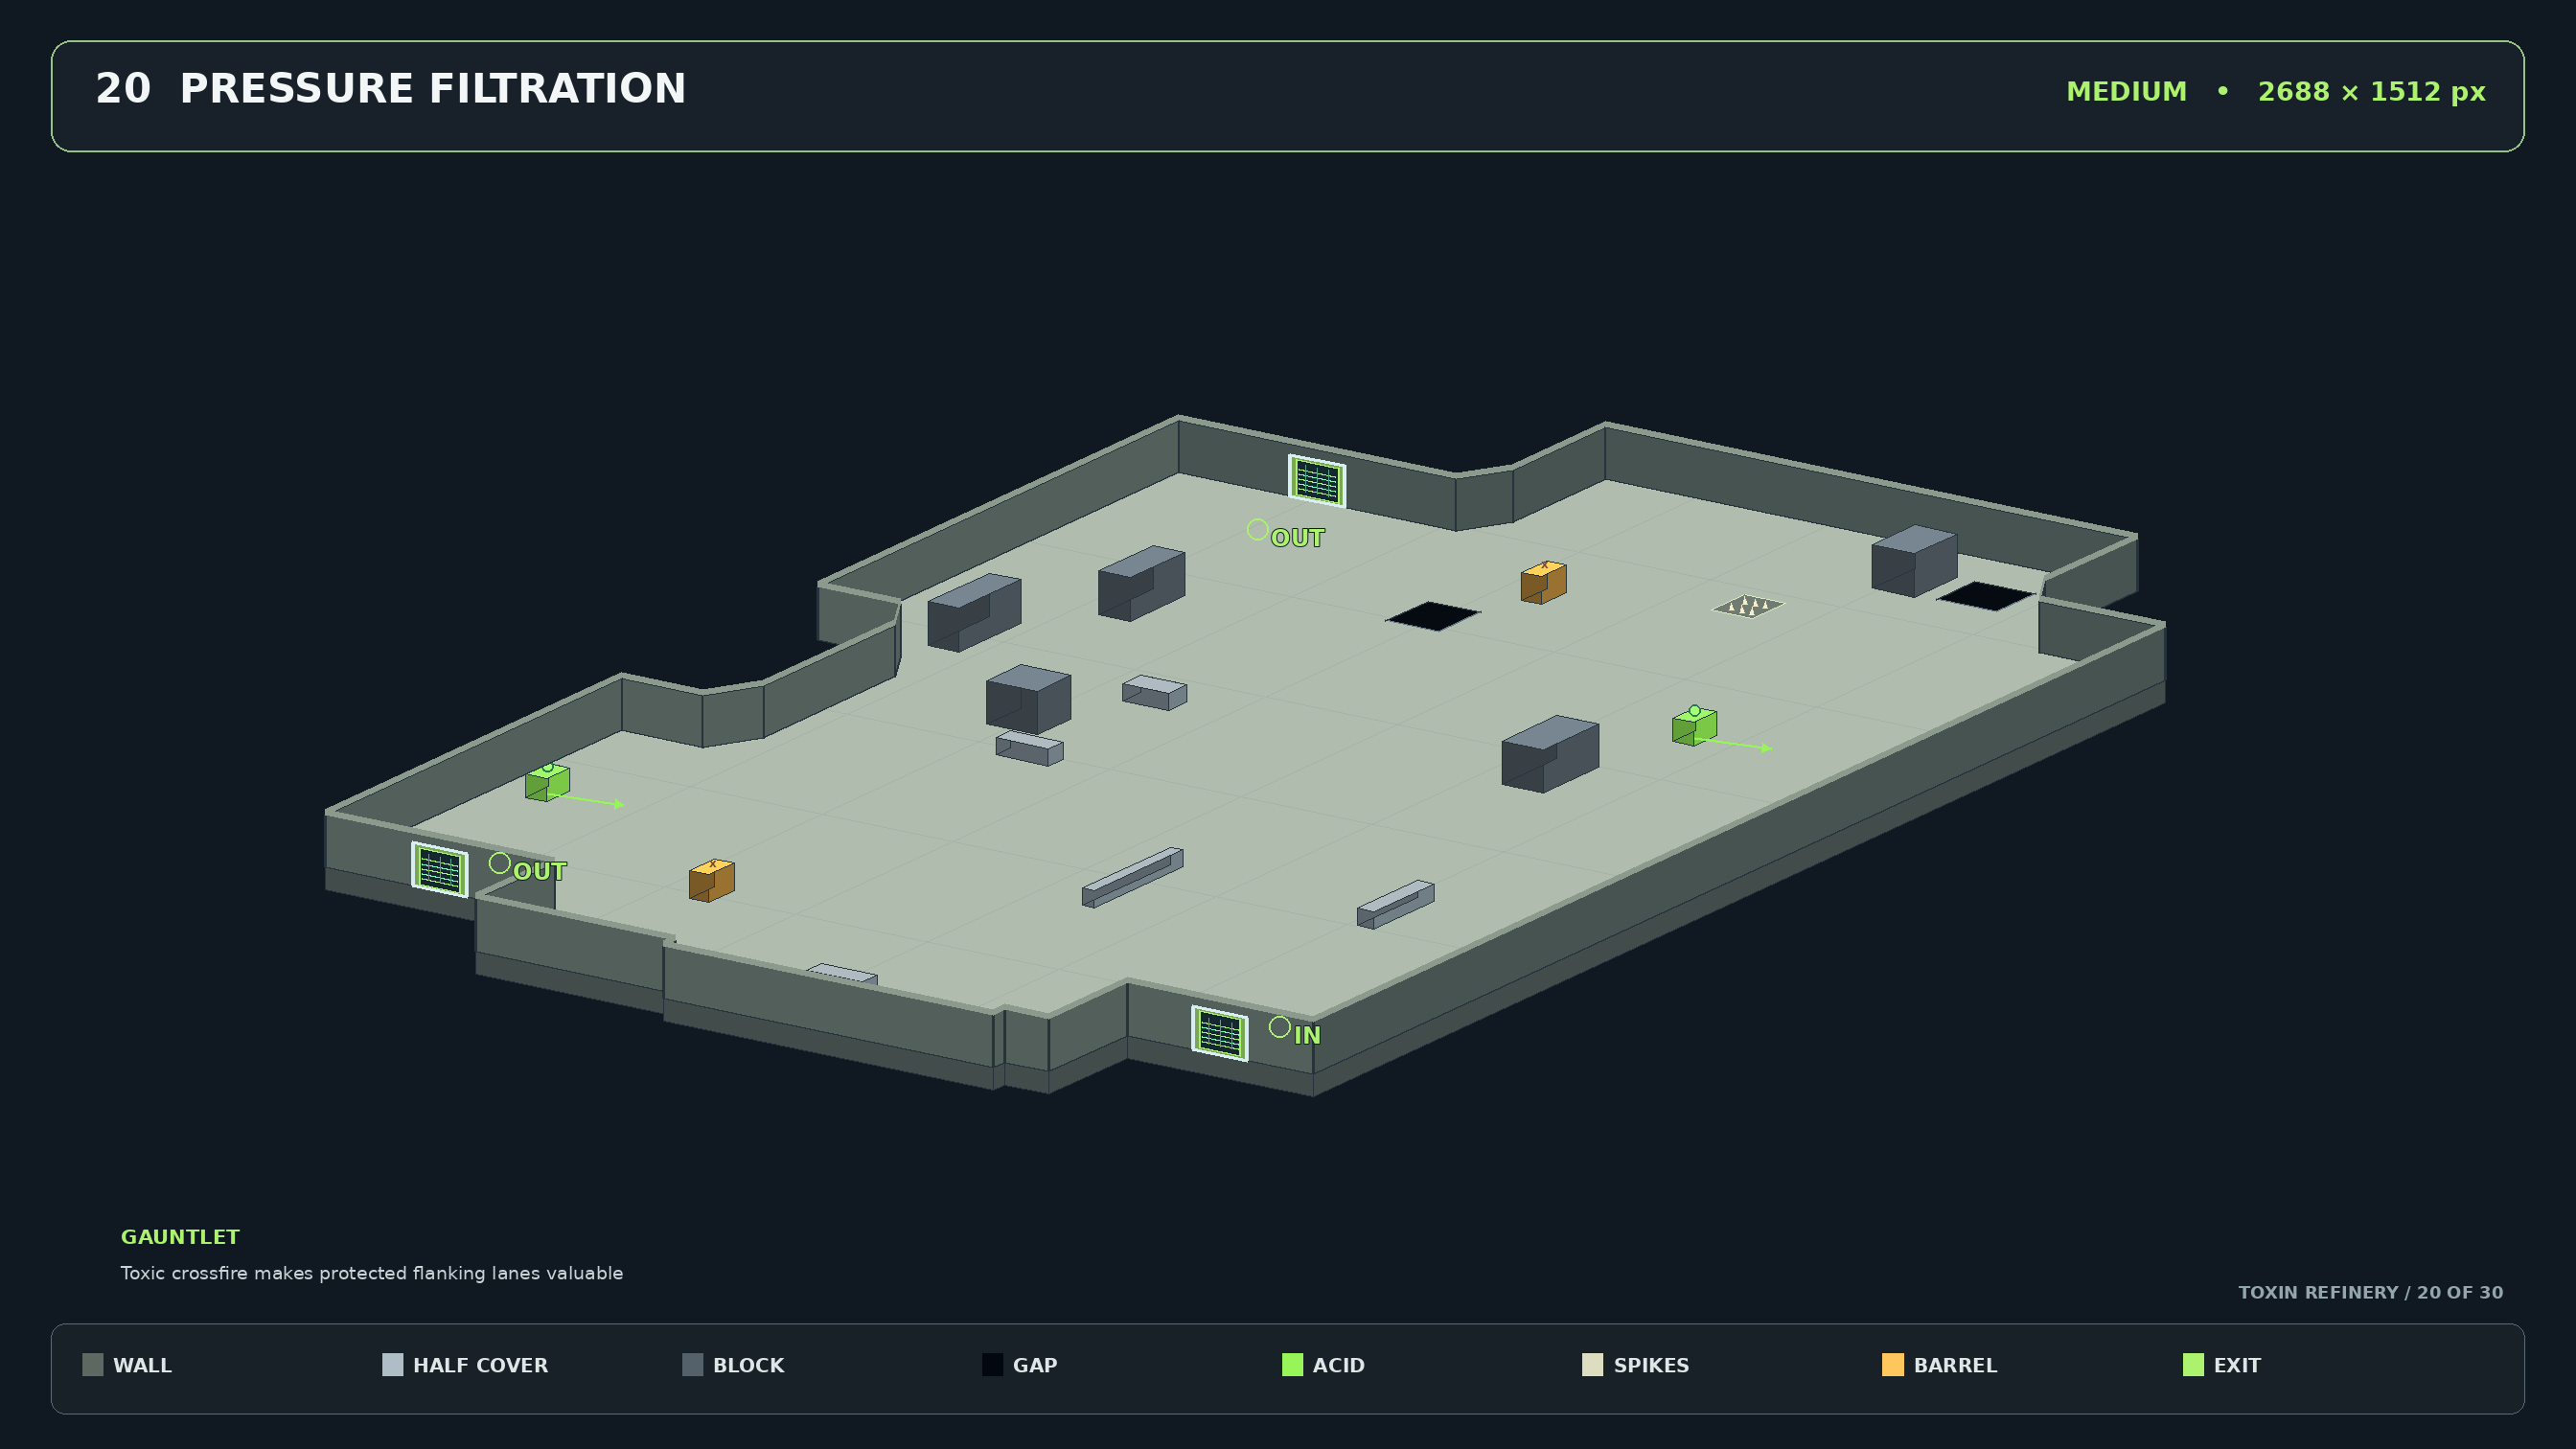 20 PRESSURE FILTRATION
MEDIUM • 2688 × 1512 px
OUT
OUT
IN
GAUNTLET
Toxic crossfire makes protected flanking lanes valuable
TOXIN REFINERY / 20 OF 30
WALL
HALF COVER
BLOCK
GAP
ACID
SPIKES
BARREL
EXIT